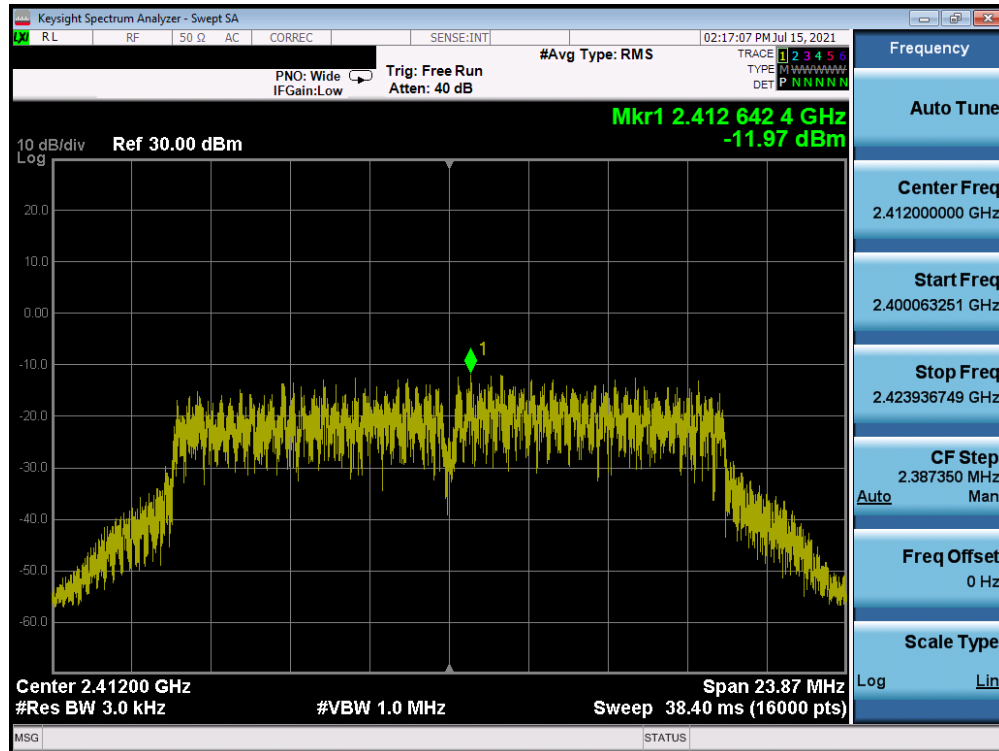 Keysight Spectrum Analyzer - Swept SA
LXI RL RF 50 Ω AC CORREC SENSE:INT 02:17:07 PM Jul 15, 2021
#Avg Type: RMS TRACE 1 2 3 4 5 6
PNO: Wide Trig: Free Run TYPE M WWWWW
IFGain:Low Atten: 40 dB DET P N N N N N
Mkr1 2.412 642 4 GHz
-11.97 dBm
10 dB/div Ref 30.00 dBm
Log
1
20.0
10.0
0.00
-10.0
-20.0
-30.0
-40.0
-50.0
-60.0
Center 2.41200 GHz Span 23.87 MHz
#Res BW 3.0 kHz #VBW 1.0 MHz Sweep 38.40 ms (16000 pts)
MSG STATUS
Frequency
Auto Tune
Center Freq
2.412000000 GHz
Start Freq
2.400063251 GHz
Stop Freq
2.423936749 GHz
CF Step
2.387350 MHz
Auto Man
Freq Offset
0 Hz
Scale Type
Log Lin